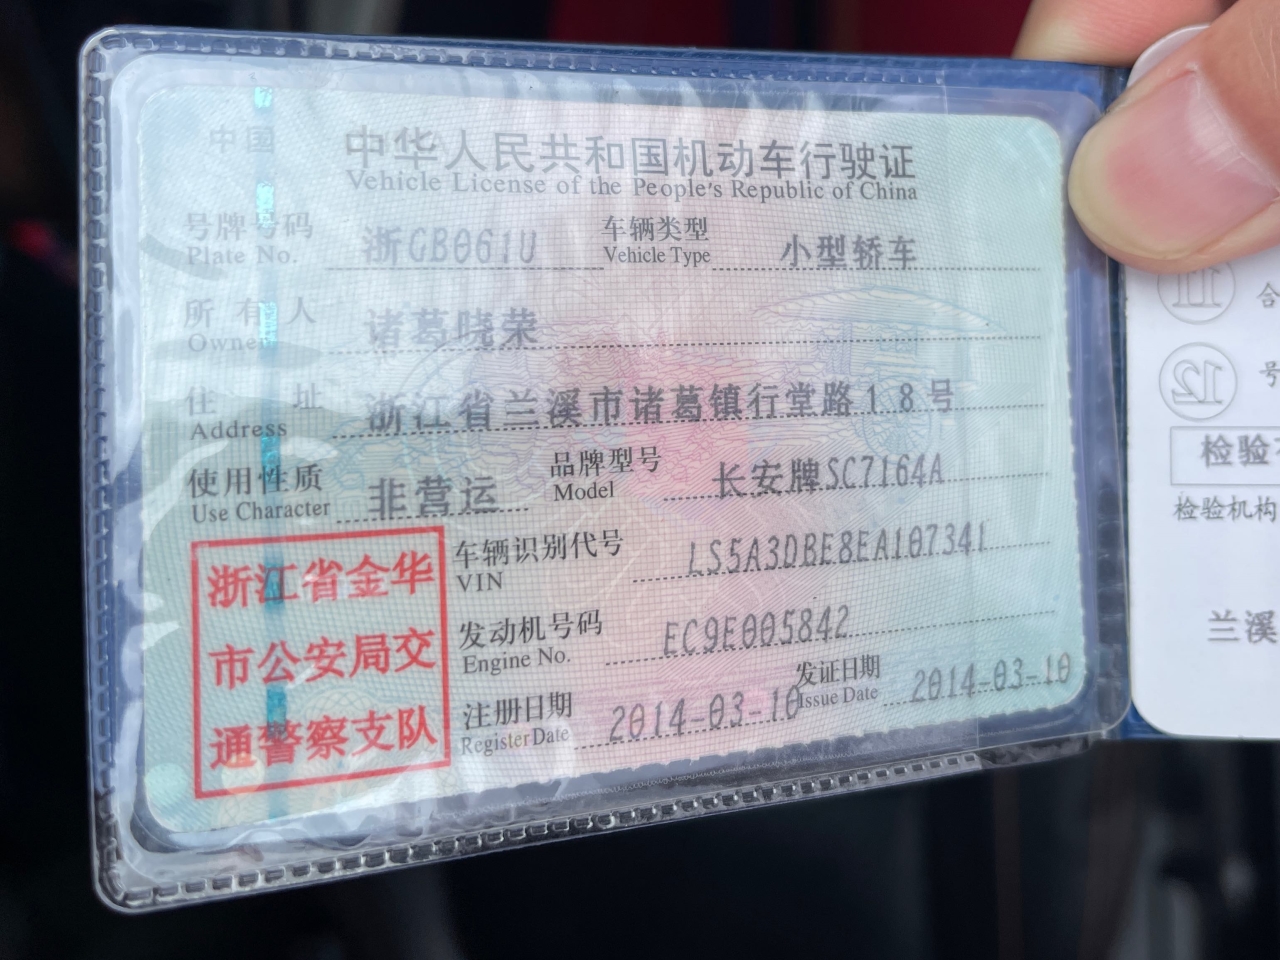 中国
中华人民共和国机动车行驶证
Vehicle License of the People's Republic of China
号牌号码 浙GB061U 车辆类型 小型轿车
Plate No. Vehicle Type
所有人 诸葛晓荣
Owner
住址 浙江省兰溪市诸葛镇行堂路18号
Address
使用性质 非营运 品牌型号 长安牌SC7164A
Use Character Model
浙江省金华
市公安局交
通警察支队
车辆识别代号 LS5A3DBE8EA107341
VIN
发动机号码 EC9E005842
Engine No.
注册日期 2014-03-10 发证日期 2014-03-10
Register Date Issue Date
11 合
12 号
检验
检验机构
兰溪